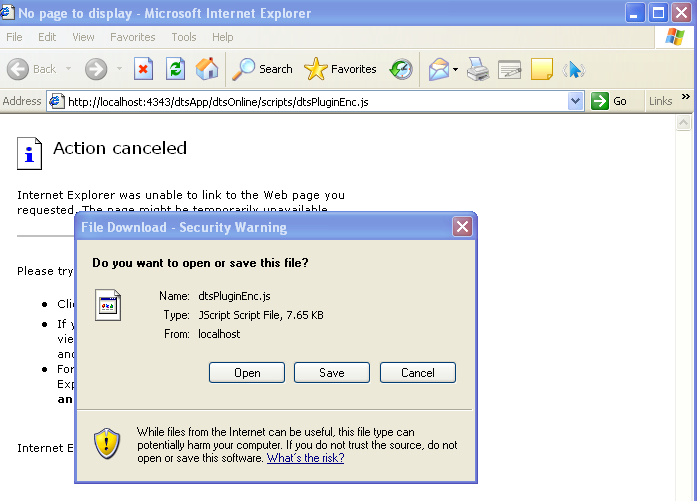 No page to display - Microsoft Internet Explorer
File Edit View Favorites Tools Help
Back Search Favorites
Address http://localhost:4343/dtsApp/dtsOnline/scripts/dtsPluginEnc.js Go Links »
Action canceled
Internet Explorer was unable to link to the Web page you
requested. The page might be temporarily unavailable.
File Download - Security Warning
Do you want to open or save this file?
Please try
Name: dtsPluginEnc.js
Type: JScript Script File, 7.65 KB
From: localhost
If
For
Open Save Cancel
Internet E
While files from the Internet can be useful, this file type can
potentially harm your computer. If you do not trust the source, do not
open or save this software. What's the risk?